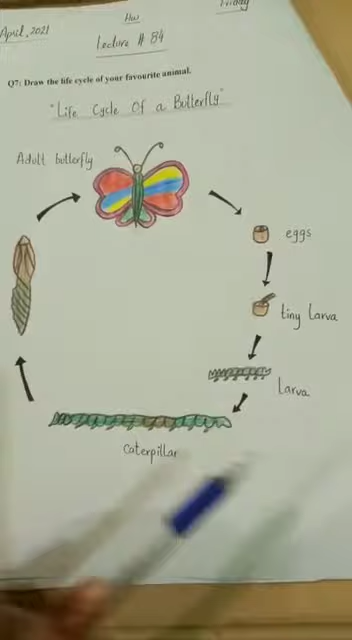 Friday
April, 2021
H.W
Lecture # 84
Q7: Draw the life cycle of your favourite animal.
"Life Cycle Of a Butterfly"
Adult butterfly
eggs
tiny larva
Larva
Caterpillar